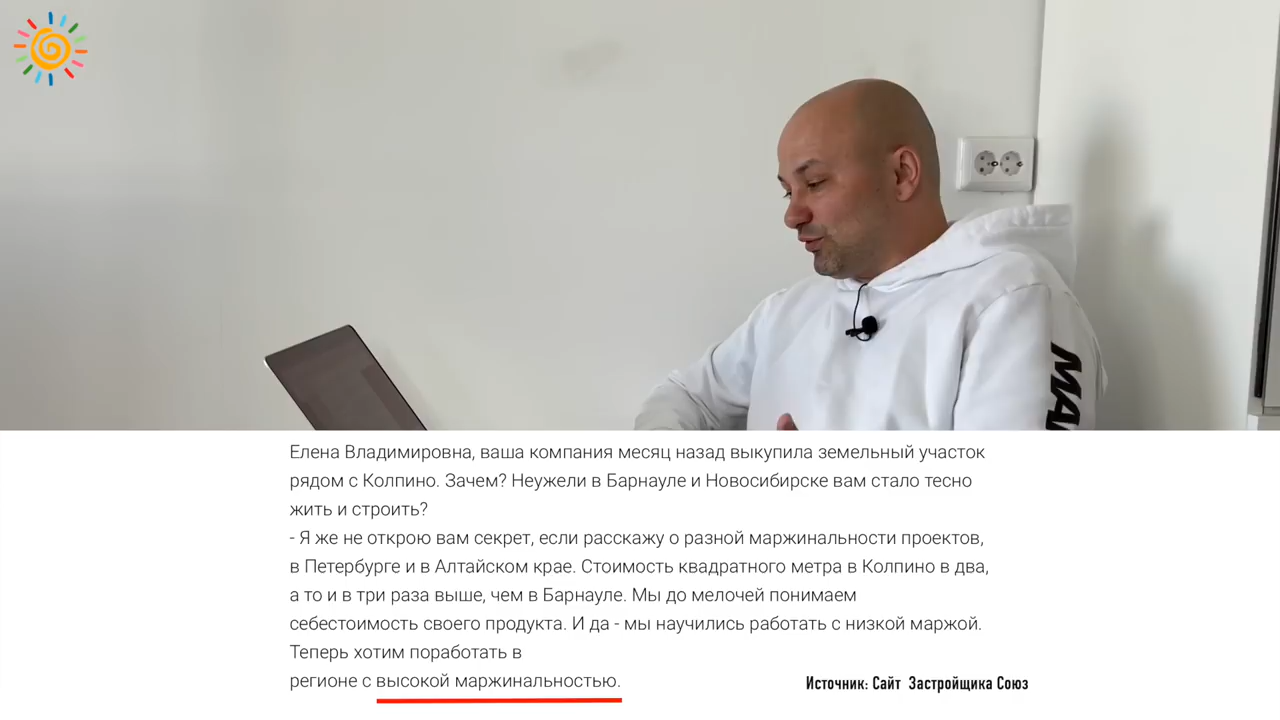 МА
Елена Владимировна, ваша компания месяц назад выкупила земельный участок
рядом с Колпино. Зачем? Неужели в Барнауле и Новосибирске вам стало тесно
жить и строить?
- Я же не открою вам секрет, если расскажу о разной маржинальности проектов,
в Петербурге и в Алтайском крае. Стоимость квадратного метра в Колпино в два,
а то и в три раза выше, чем в Барнауле. Мы до мелочей понимаем
себестоимость своего продукта. И да - мы научились работать с низкой маржой.
Теперь хотим поработать в
регионе с высокой маржинальностью.
Источник: Сайт Застройщика Союз